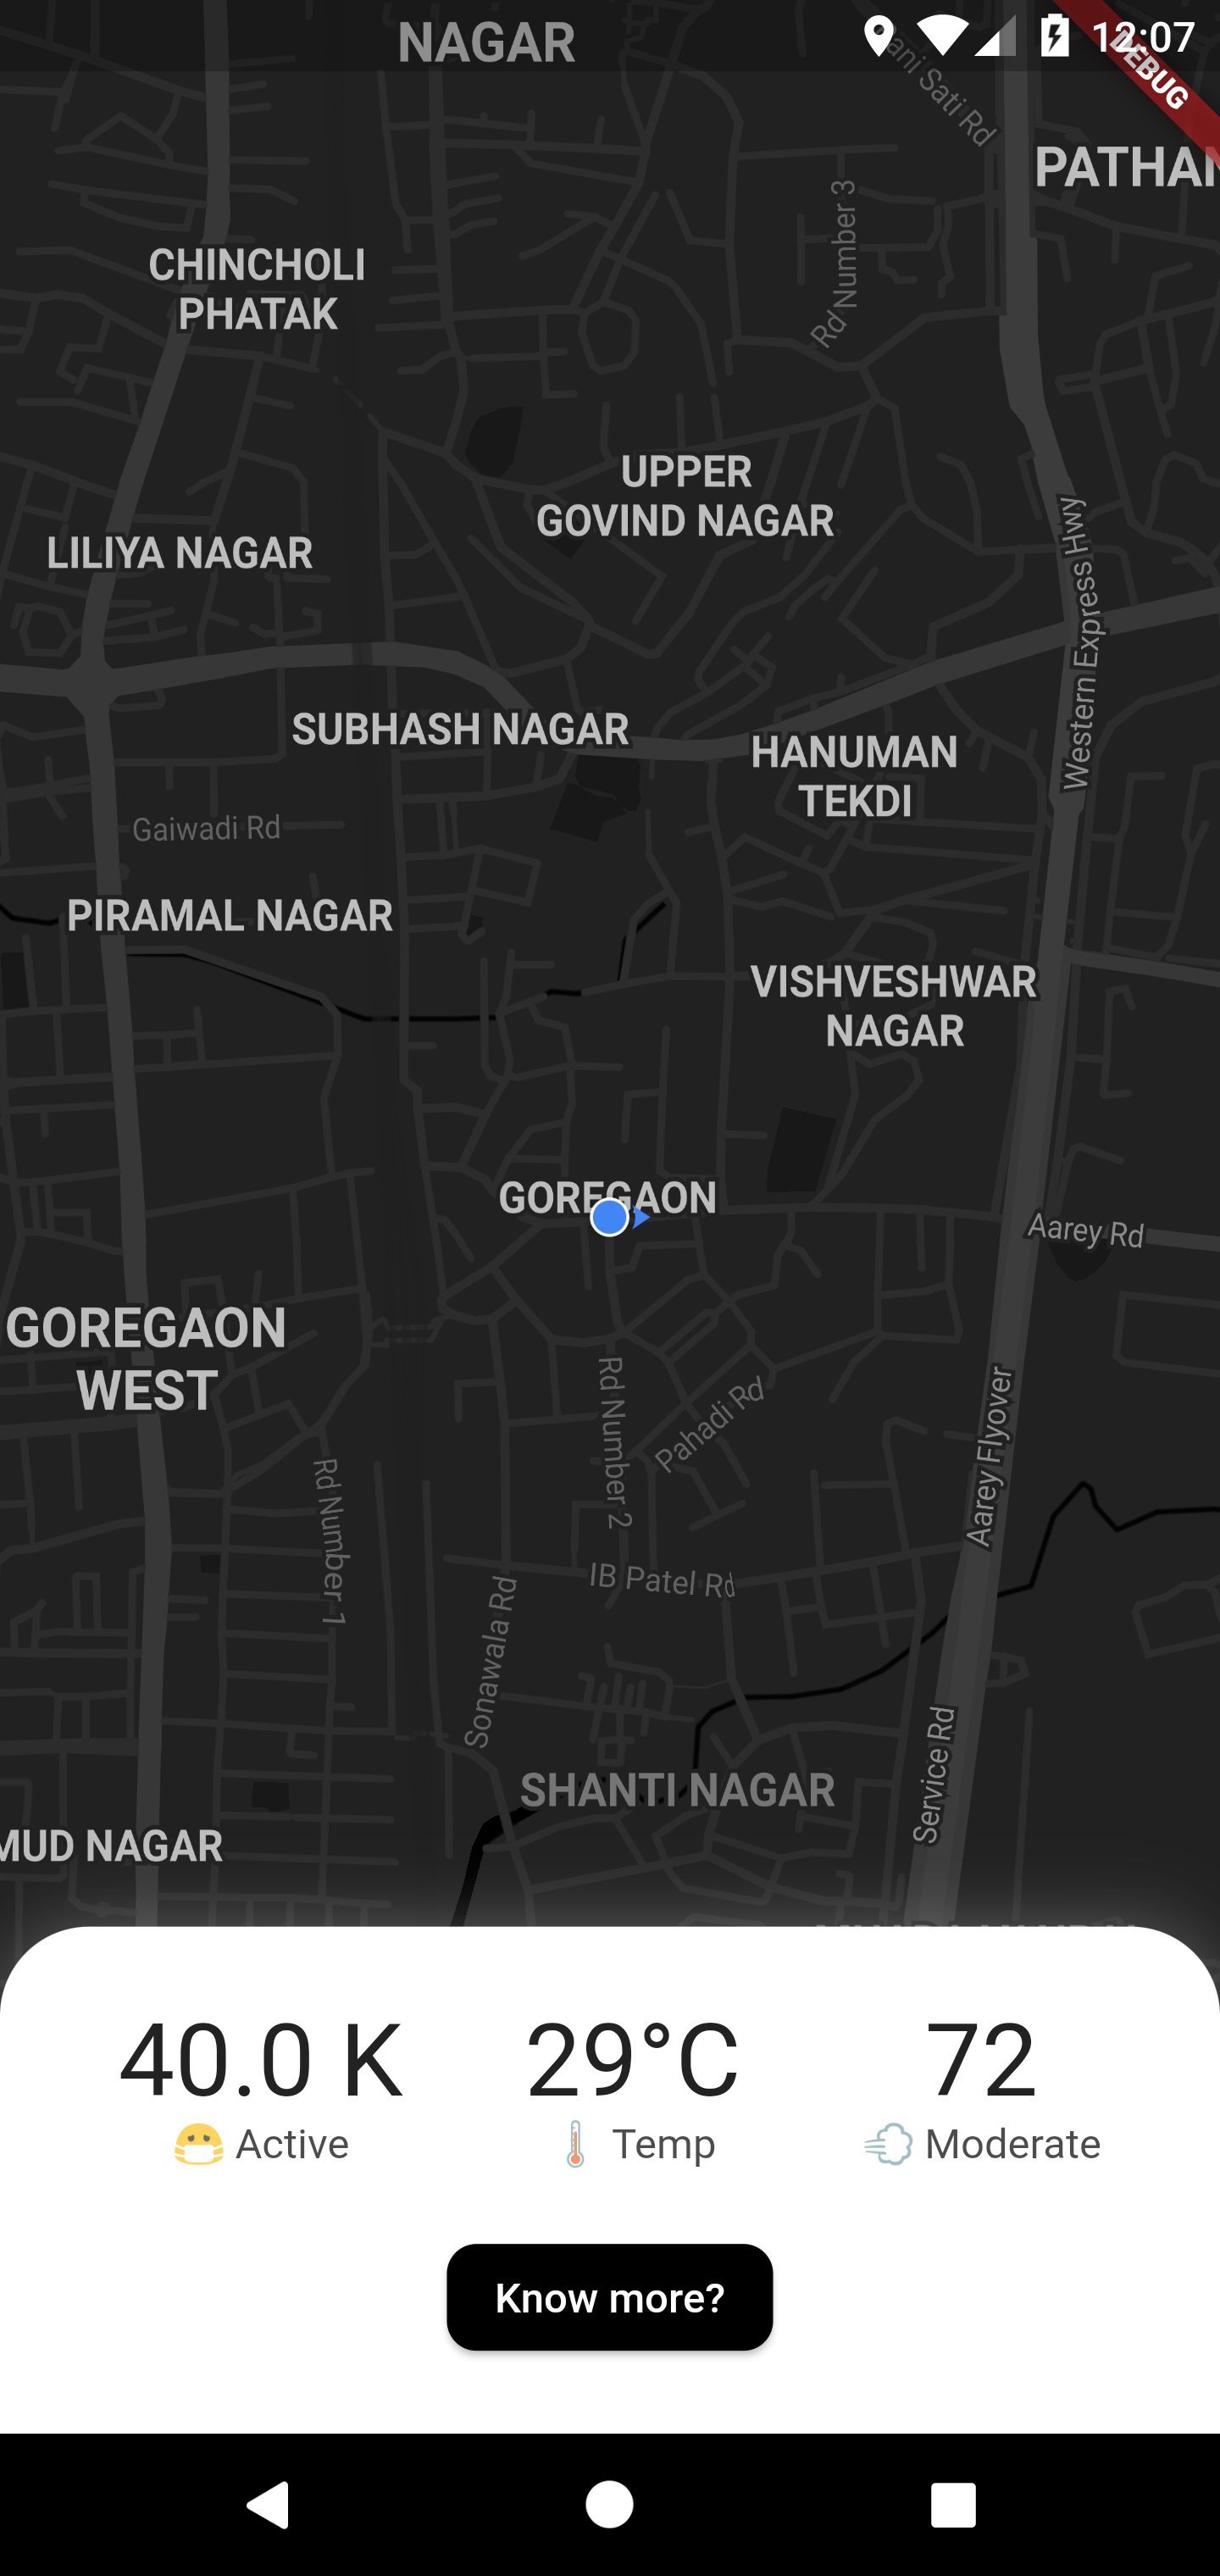 NAGAR
12:07
DEBUG
ani Sati Rd
PATHAN
Rd Number 3
CHINCHOLI
PHATAK
UPPER
GOVIND NAGAR
LILIYA NAGAR
Western Express Hwy
SUBHASH NAGAR
HANUMAN
TEKDI
Gaiwadi Rd
PIRAMAL NAGAR
VISHVESHWAR
NAGAR
GOREGAON
Aarey Rd
GOREGAON
WEST
Rd Number 2
Pahadi Rd
Aarey Flyover
Rd Number 1
IB Patel Rd
Sonawala Rd
Service Rd
SHANTI NAGAR
MUD NAGAR
40.0 K
29°C
72
Active
Temp
Moderate
Know more?